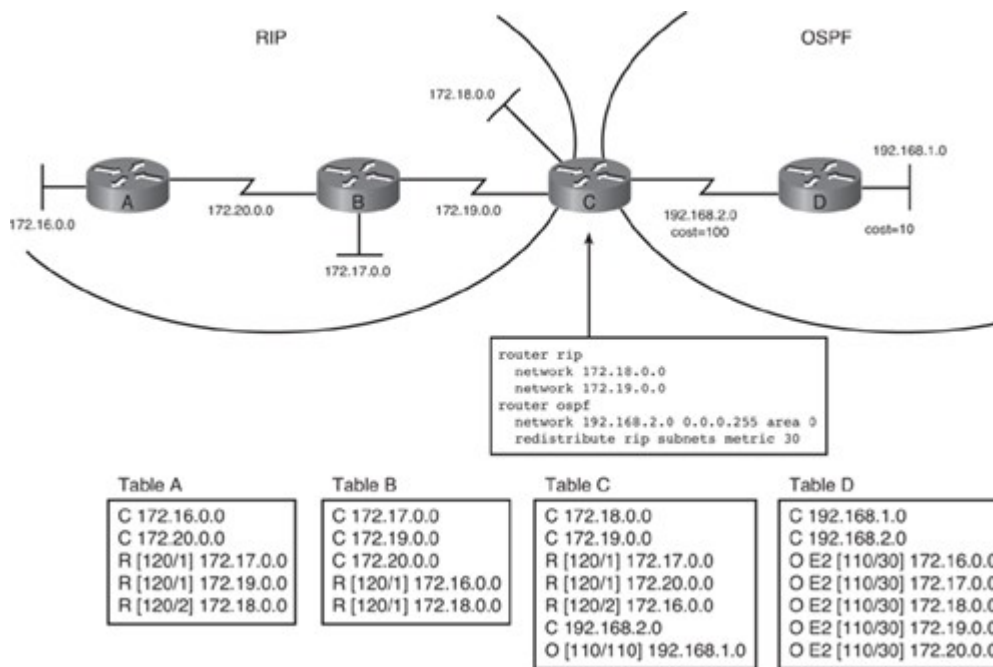 RIP
OSPF
172.18.0.0
192.168.1.0
A
B
C
D
172.16.0.0
172.20.0.0
172.19.0.0
192.168.2.0
cost=100
cost=10
172.17.0.0
router rip
network 172.18.0.0
network 172.19.0.0
router ospf
network 192.168.2.0 0.0.0.255 area 0
redistribute rip subnets metric 30
Table A
C 172.16.0.0
C 172.20.0.0
R [120/1] 172.17.0.0
R [120/1] 172.19.0.0
R [120/2] 172.18.0.0
Table B
C 172.17.0.0
C 172.19.0.0
C 172.20.0.0
R [120/1] 172.16.0.0
R [120/1] 172.18.0.0
Table C
C 172.18.0.0
C 172.19.0.0
R [120/1] 172.17.0.0
R [120/1] 172.20.0.0
R [120/2] 172.16.0.0
C 192.168.2.0
O [110/110] 192.168.1.0
Table D
C 192.168.1.0
C 192.168.2.0
O E2 [110/30] 172.16.0.0
O E2 [110/30] 172.17.0.0
O E2 [110/30] 172.18.0.0
O E2 [110/30] 172.19.0.0
O E2 [110/30] 172.20.0.0